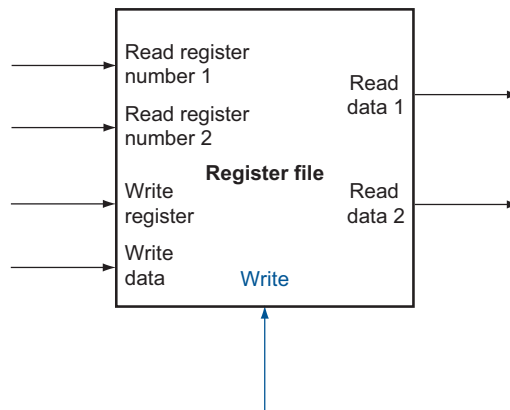 Read register
number 1
Read
data 1
Read register
number 2
Register file
Write
register
Read
data 2
Write
data
Write